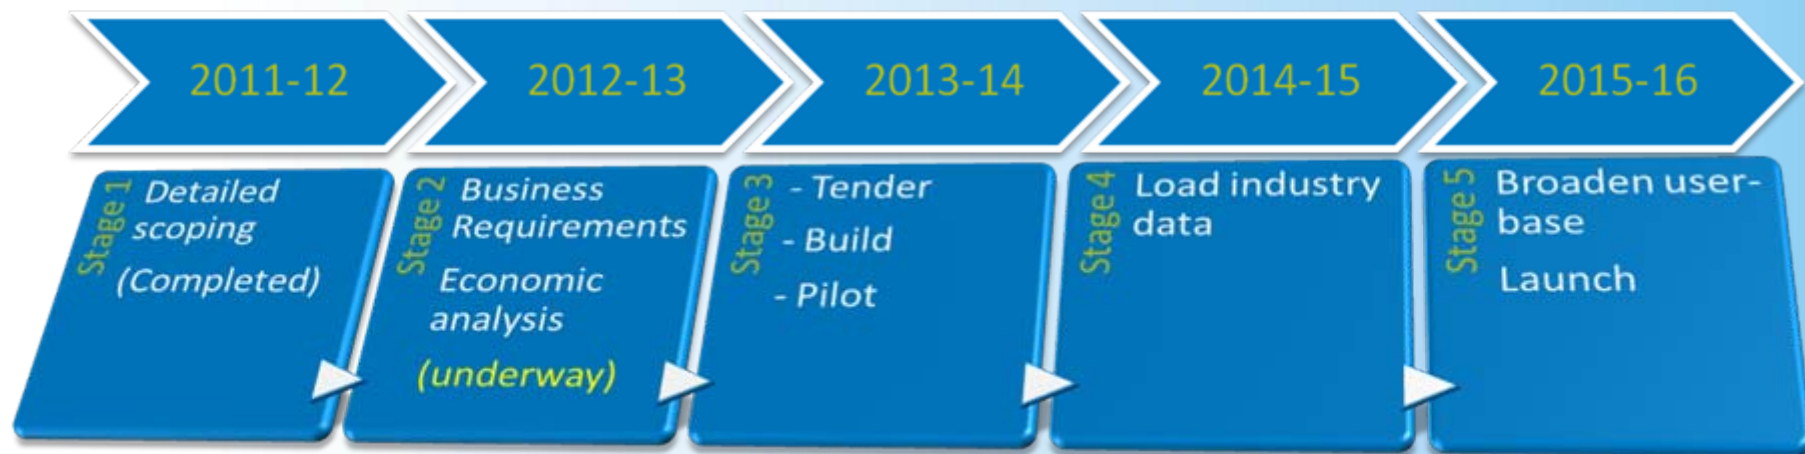 2011-12
2012-13
2013-14
2014-15
2015-16
Stage 1
Detailed
scoping
(Completed)
Stage 2
Business
Requirements
Economic
analysis
(underway)
Stage 3
- Tender
- Build
- Pilot
Stage 4
Load industry
data
Stage 5
Broaden user-
base
Launch